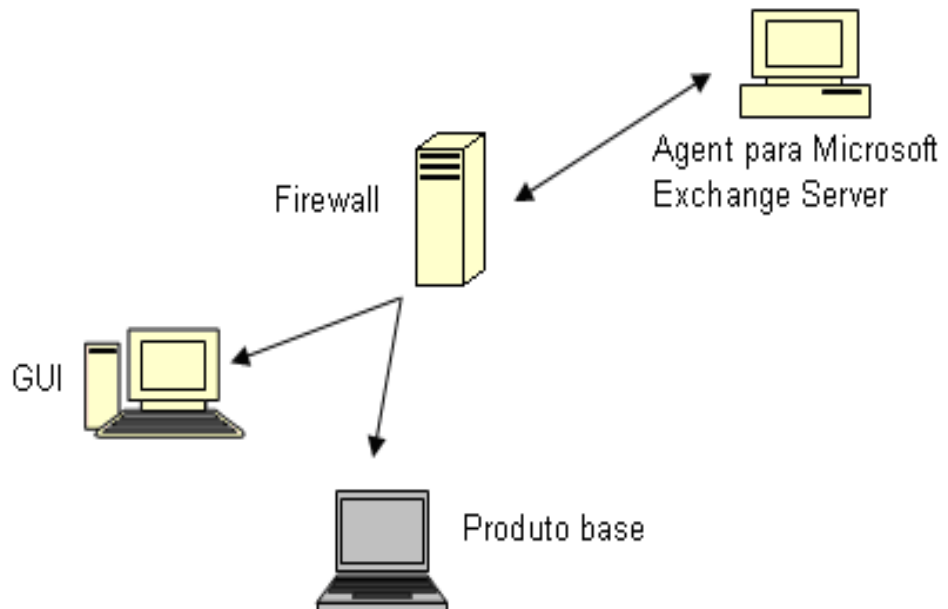 Agent para Microsoft
Exchange Server
Firewall
GUI
Produto base